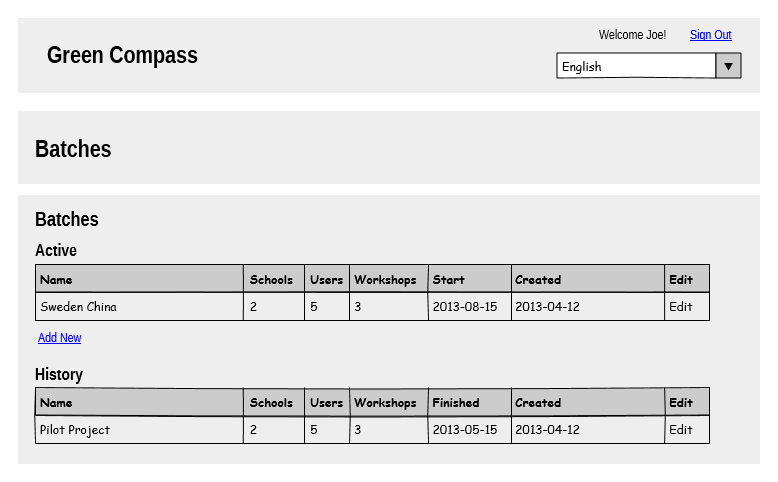 Welcome Joe! Sign Out
Green Compass
English
Batches
Batches
Active
Name Schools Users Workshops Start Created Edit
Sweden China 2 5 3 2013-08-15 2013-04-12 Edit
Add New
History
Name Schools Users Workshops Finished Created Edit
Pilot Project 2 5 3 2013-05-15 2013-04-12 Edit